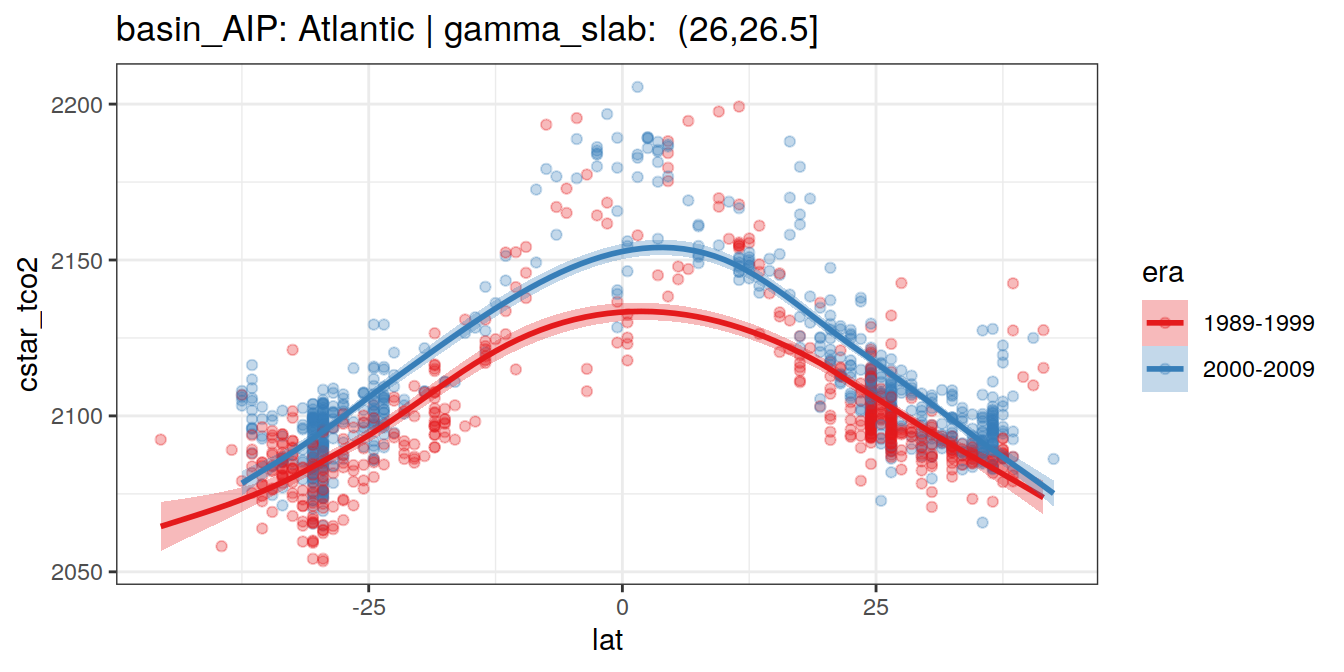 basin_AIP: Atlantic | gamma_slab:  (26,26.5]
2200
2150
2100
2050
cstar_tco2
-25 0 25
lat
era
1989-1999
2000-2009